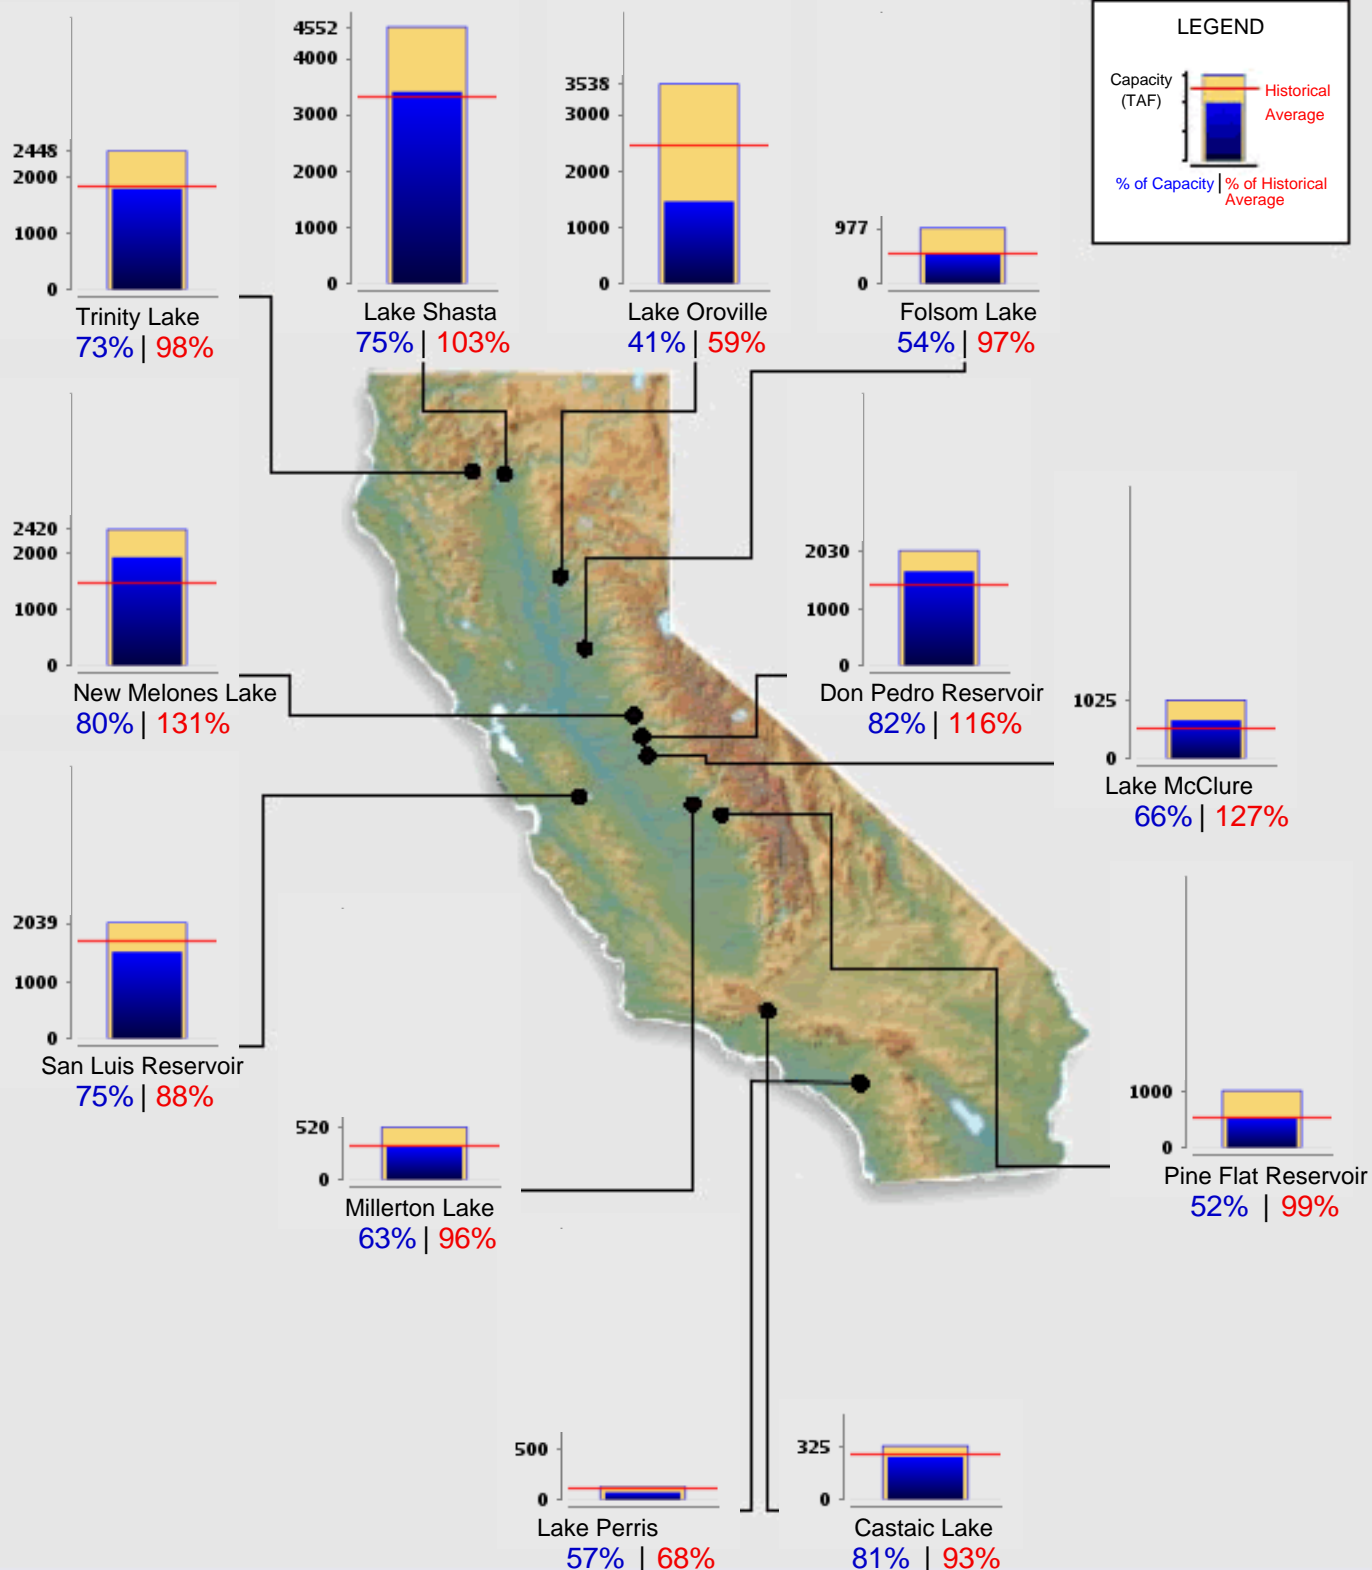 LEGEND
Capacity
(TAF)
Historical
Average
% of Capacity | % of Historical
Average
2448
2000
1000
0
Trinity Lake
73% | 98%
4552
4000
3000
2000
1000
0
Lake Shasta
75% | 103%
3538
3000
2000
1000
0
Lake Oroville
41% | 59%
977
0
Folsom Lake
54% | 97%
2420
2000
1000
0
New Melones Lake
80% | 131%
2030
1000
0
Don Pedro Reservoir
82% | 116%
1025
0
Lake McClure
66% | 127%
2039
1000
0
San Luis Reservoir
75% | 88%
520
0
Millerton Lake
63% | 96%
1000
0
Pine Flat Reservoir
52% | 99%
500
0
Lake Perris
57% | 68%
325
0
Castaic Lake
81% | 93%